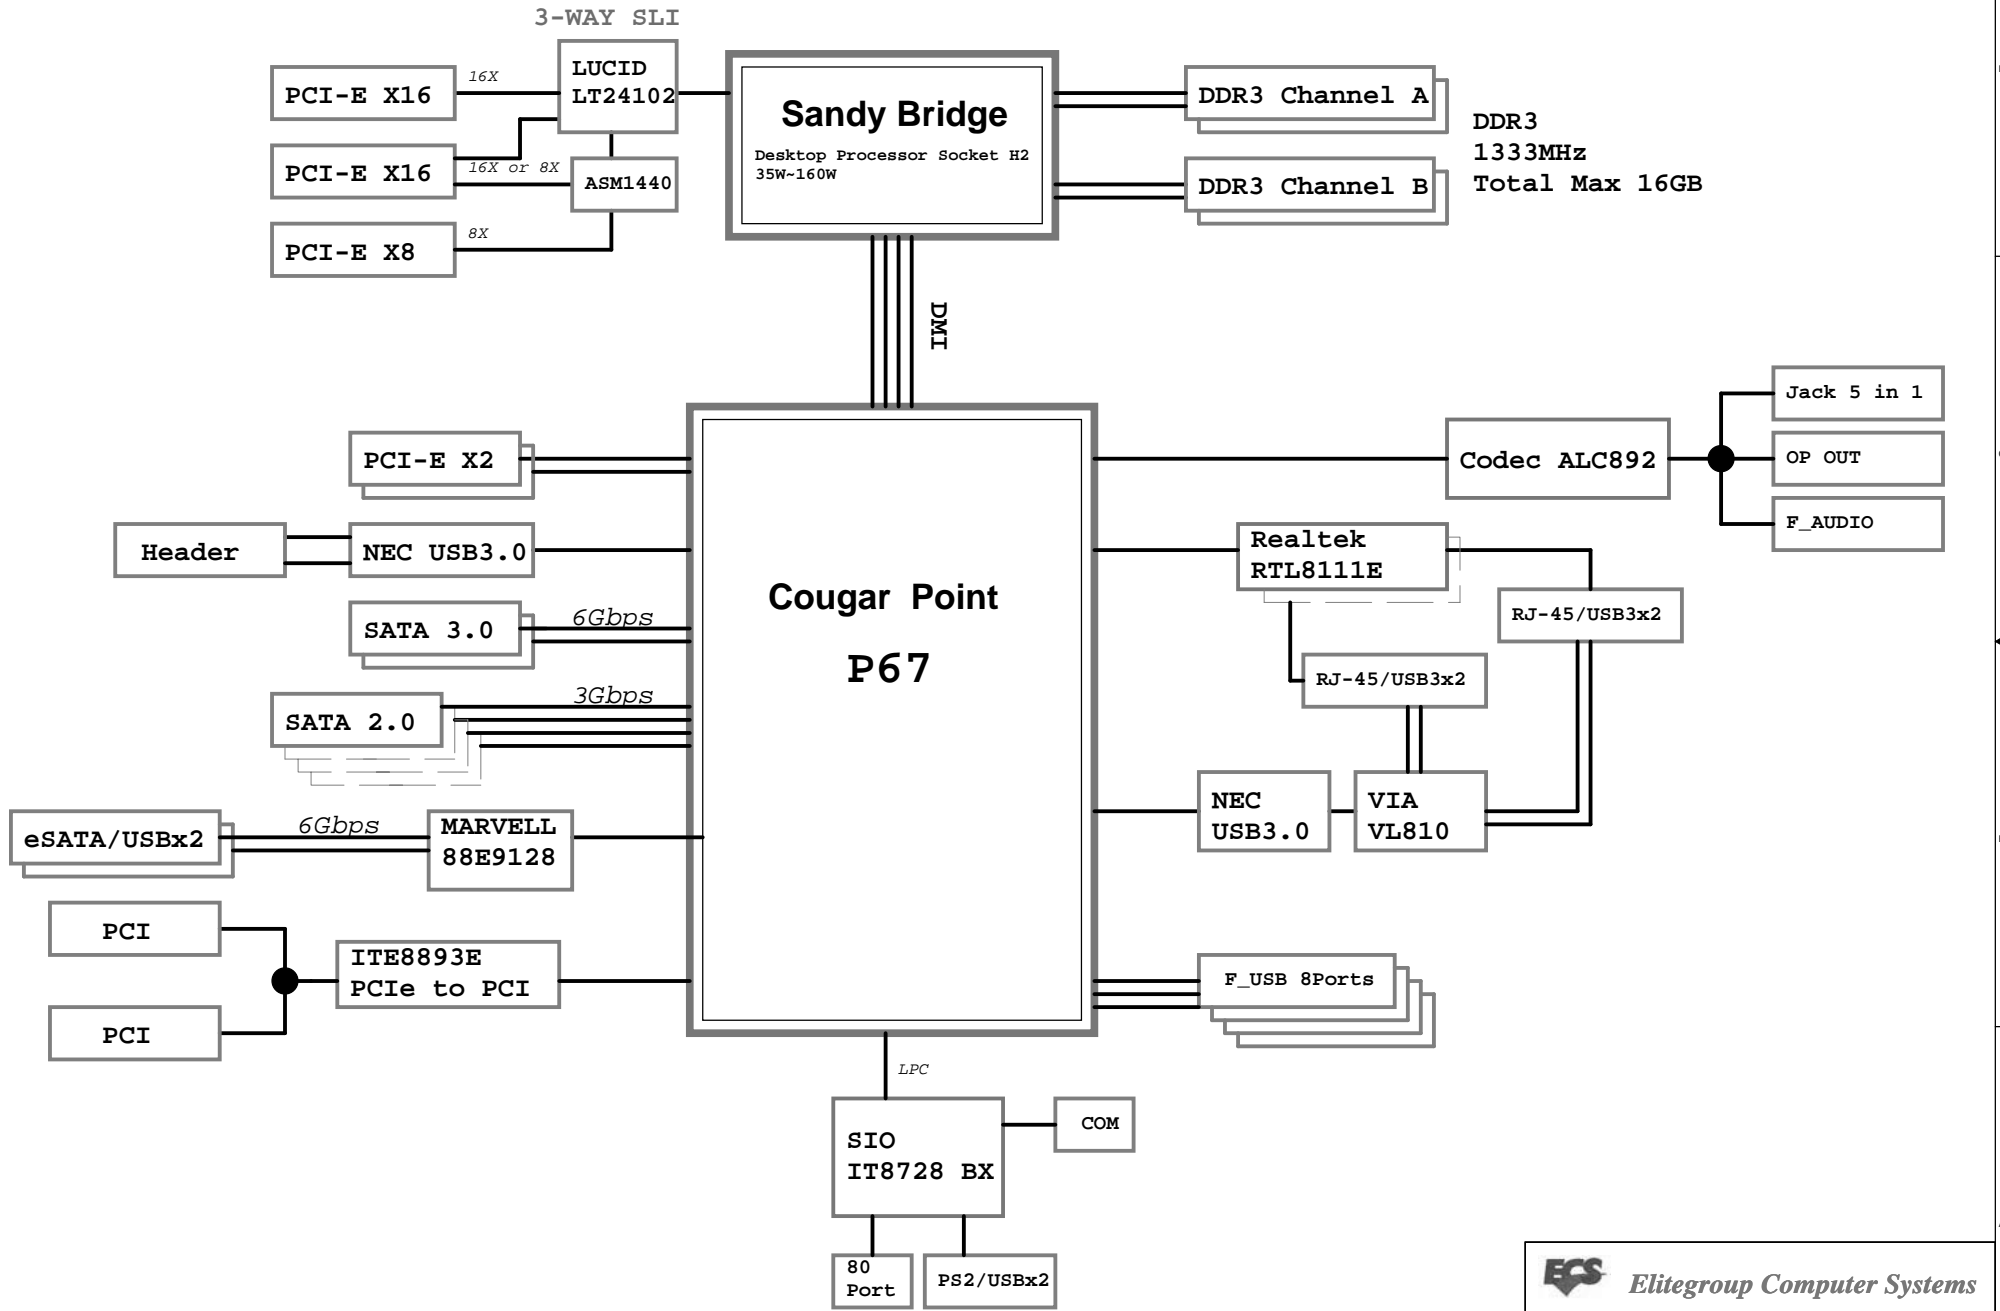 3-WAY SLI
LUCID
LT24102
PCI-E X16
16X
PCI-E X16
16X or 8X
ASM1440
PCI-E X8
8X
Sandy Bridge
Desktop Processor Socket H2
35W~160W
DDR3 Channel A
DDR3 Channel B
DDR3
1333MHz
Total Max 16GB
DMI
PCI-E X2
Header
NEC USB3.0
SATA 3.0
6Gbps
SATA 2.0
3Gbps
eSATA/USBx2
6Gbps
MARVELL
88E9128
PCI
PCI
ITE8893E
PCIe to PCI
Cougar Point
P67
Codec ALC892
Jack 5 in 1
OP OUT
F_AUDIO
Realtek
RTL8111E
RJ-45/USB3x2
RJ-45/USB3x2
NEC
USB3.0
VIA
VL810
F_USB 8Ports
LPC
SIO
IT8728 BX
COM
80
Port
PS2/USBx2
ECS
Elitegroup Computer Systems